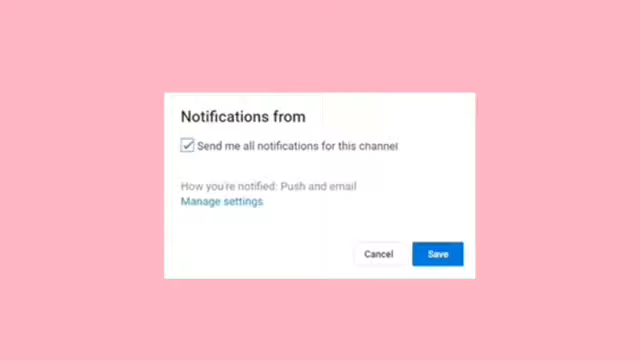 Notifications from
Send me all notifications for this channel
How you're notified: Push and email
Manage settings
Cancel Save